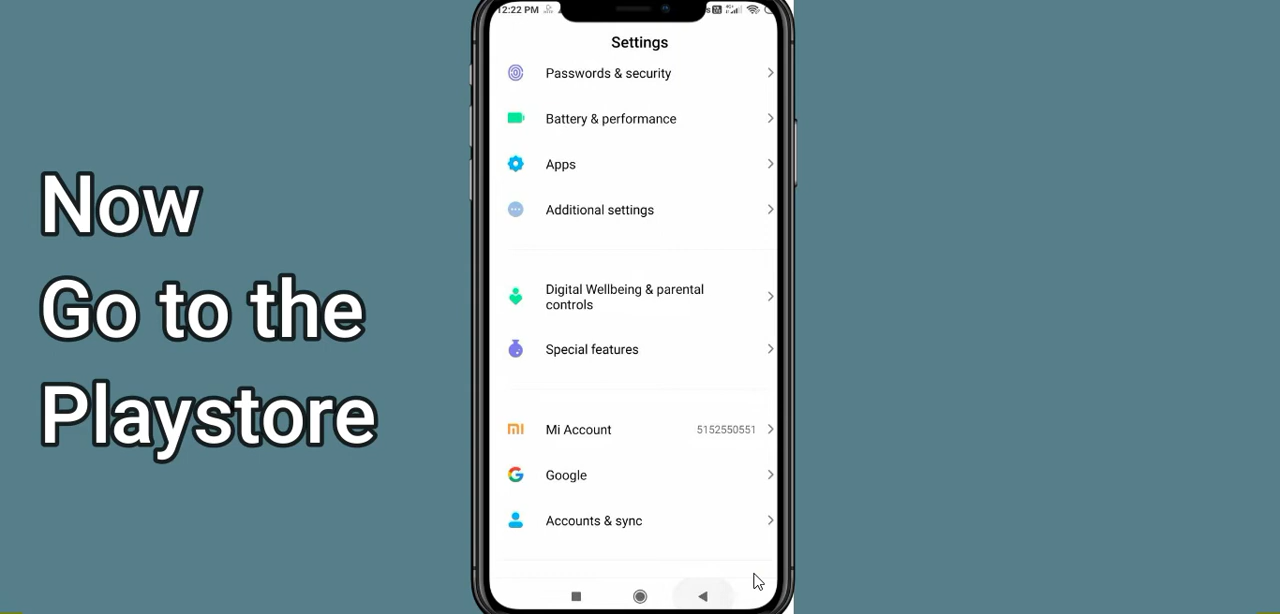 Now
Go to the
Playstore
12:22 PM
Settings
Passwords & security
Battery & performance
Apps
Additional settings
Digital Wellbeing & parental
controls
Special features
Mi Account 5152550551
Google
Accounts & sync